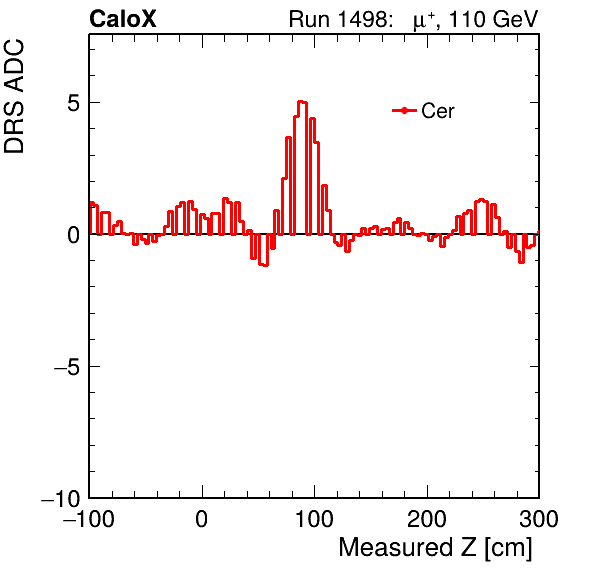 CaloX Run 1498: μ⁺, 110 GeV
DRS ADC
Cer
5
0
−5
−10
−100 0 100 200 300
Measured Z [cm]